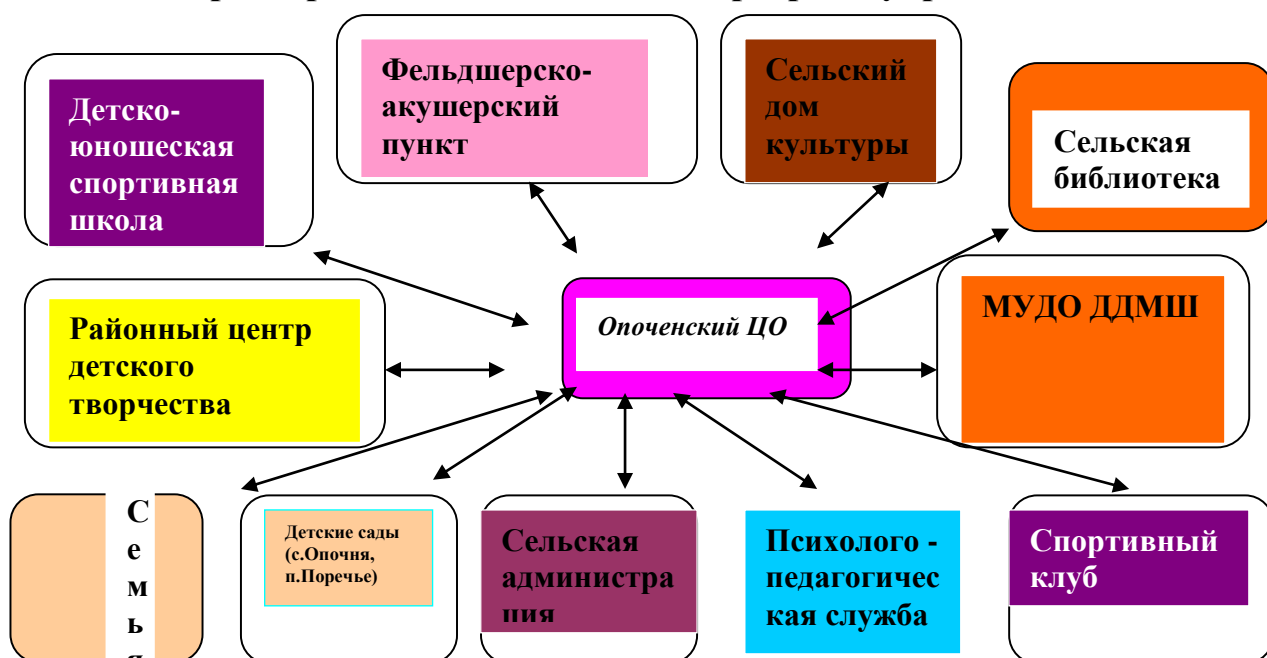 Фельдшерско-
акушерский
пункт
Сельский
дом
культуры
Детско-
юношеская
спортивная
школа
Сельская
библиотека
Районный центр
детского
творчества
Опоченский ЦО
МУДО ДДМШ
С
е
м
ь
я
Детские сады
(с.Опочня,
п.Поречье)
Сельская
администра
ция
Психолого -
педагогичес
кая служба
Спортивный
клуб